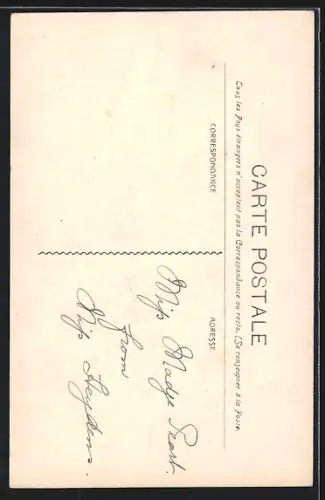 CARTE POSTALE
Tous les Pays étrangers n'acceptent pas la Correspondance au recto. (Se renseigner à la Poste.
CORRESPONDANCE
ADRESSE
Miss Madge
from
Miss